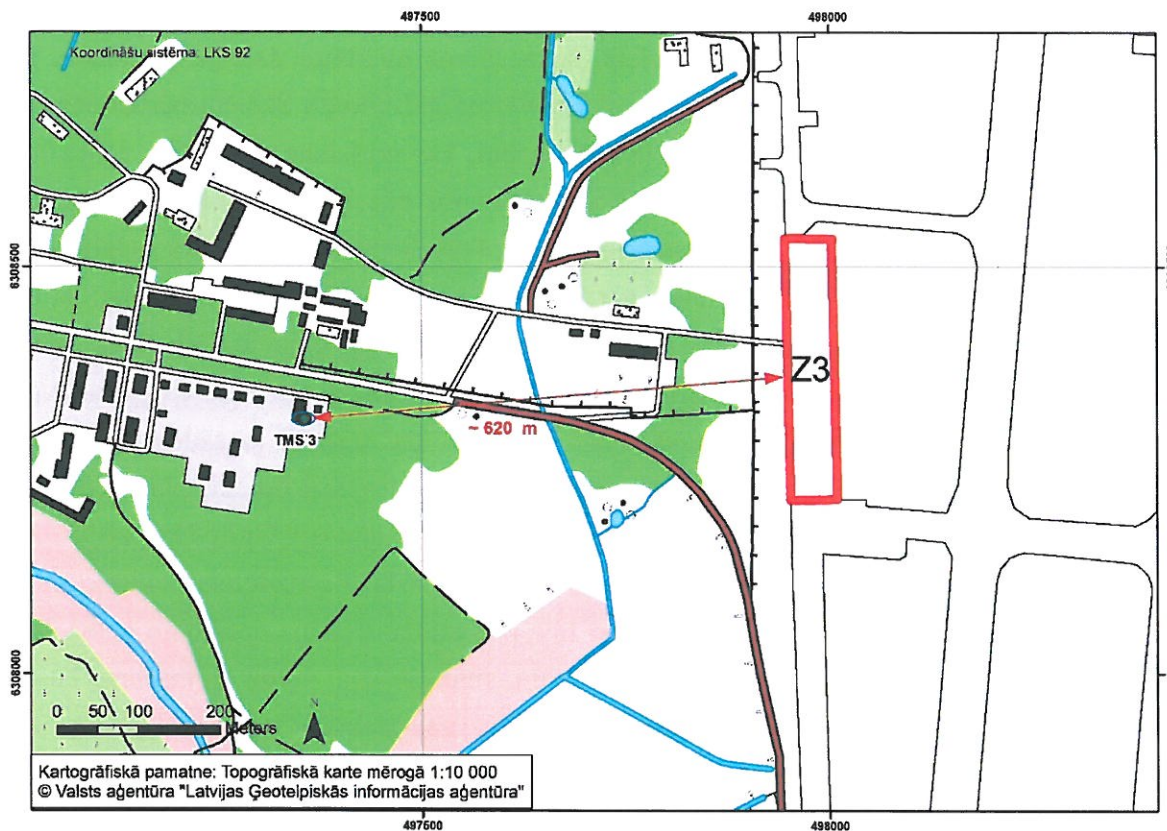 497500
498000
Koordināšu sistēma: LKS 92
6308500
Z3
TMS 3
~ 620 m
6308000
N
0 50 100 200
Meters
Kartogrāfiskā pamatne: Topogrāfiskā karte mērogā 1:10 000
© Valsts aģentūra "Latvijas Ģeotelpiskās informācijas aģentūra"
497500
498000